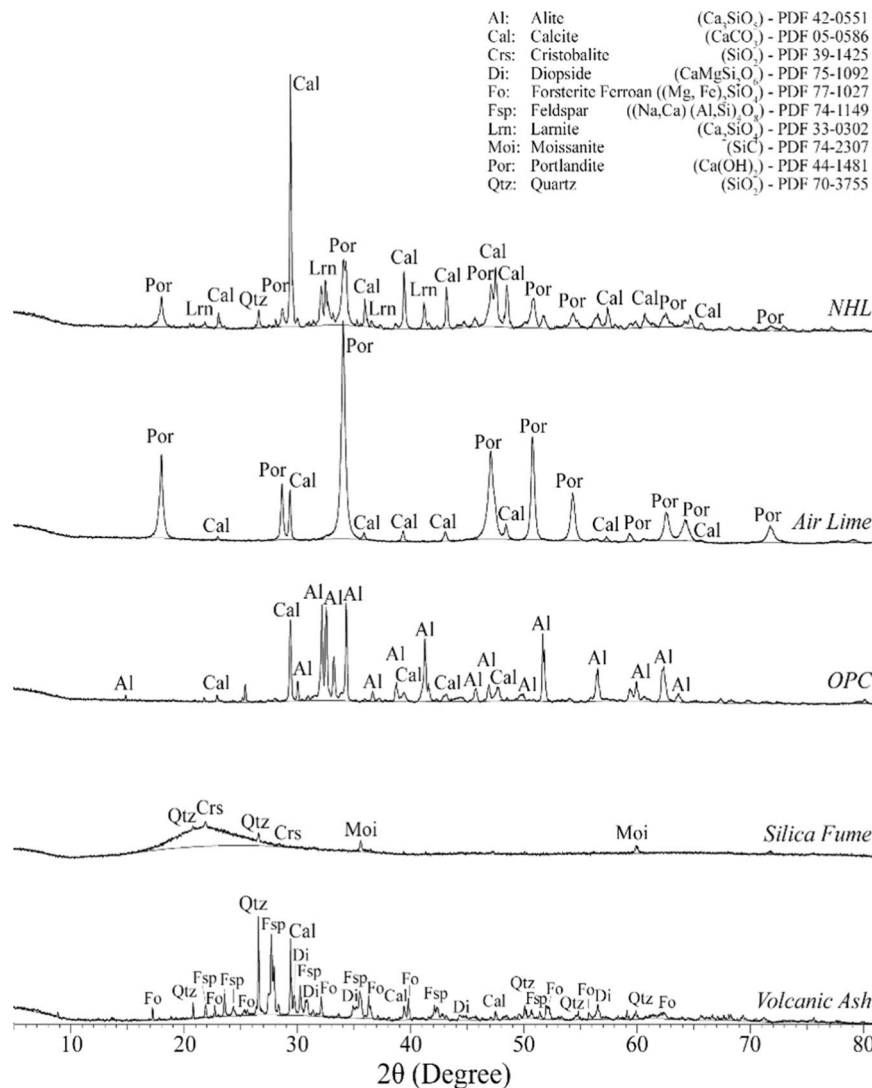 Al: Alite (Ca₃SiO₅) - PDF 42-0551
Cal: Calcite (CaCO₃) - PDF 05-0586
Crs: Cristobalite (SiO₂) - PDF 39-1425
Di: Diopside (CaMgSi₂O₆) - PDF 75-1092
Fo: Forsterite Ferroan ((Mg, Fe)₂SiO₄) - PDF 77-1027
Fsp: Feldspar ((Na,Ca) (Al,Si)₄O₈) - PDF 74-1149
Lrn: Larnite (Ca₂SiO₄) - PDF 33-0302
Moi: Moissanite (SiC) - PDF 74-2307
Por: Portlandite (Ca(OH)₂) - PDF 44-1481
Qtz: Quartz (SiO₂) - PDF 70-3755
Por Lrn Cal Qtz Por Cal Lrn Por Cal Lrn Cal Lrn Cal Por Cal Cal Por Por Cal Cal Por Cal Por
NHL
Por Cal Por Cal Por Cal Cal Cal Por Cal Por Por Cal Por Por Por Cal Por
Air Lime
Al Cal Cal Al Al Al Al Al Al Cal Al Cal Al Al Cal Al Al Al Al Al Al
OPC
Qtz Crs Qtz Crs Moi Moi
Silica Fume
Fo Qtz Fsp Fo Fsp Fo Qtz Fsp Cal Di Fsp Di Fo Di Fsp Fo Cal Fo Fsp Di Cal Qtz Fsp Fo Qtz Fo Di Qtz Fo
Volcanic Ash
10 20 30 40 50 60 70 80
2θ (Degree)